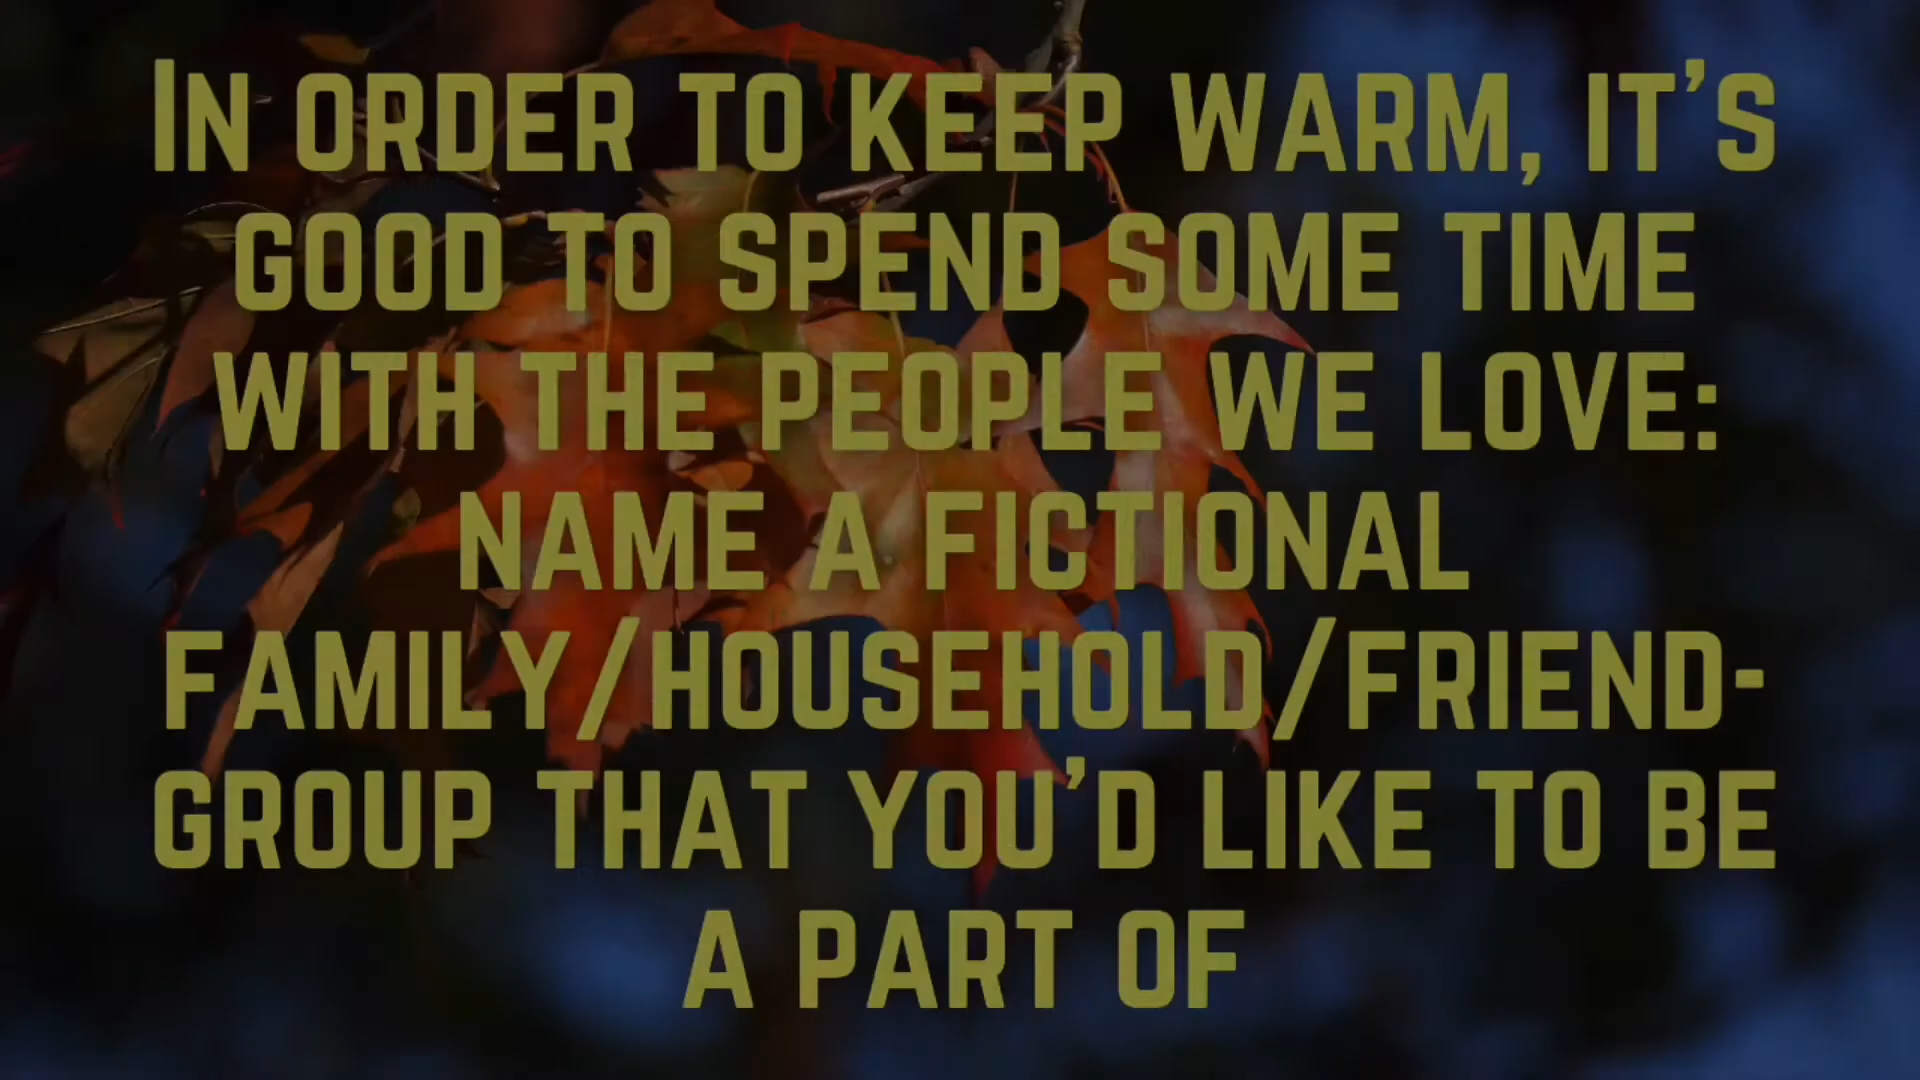 In order to keep warm, it's
good to spend some time
with the people we love:
name a fictional
family/household/friend-
group that you'd like to be
a part of